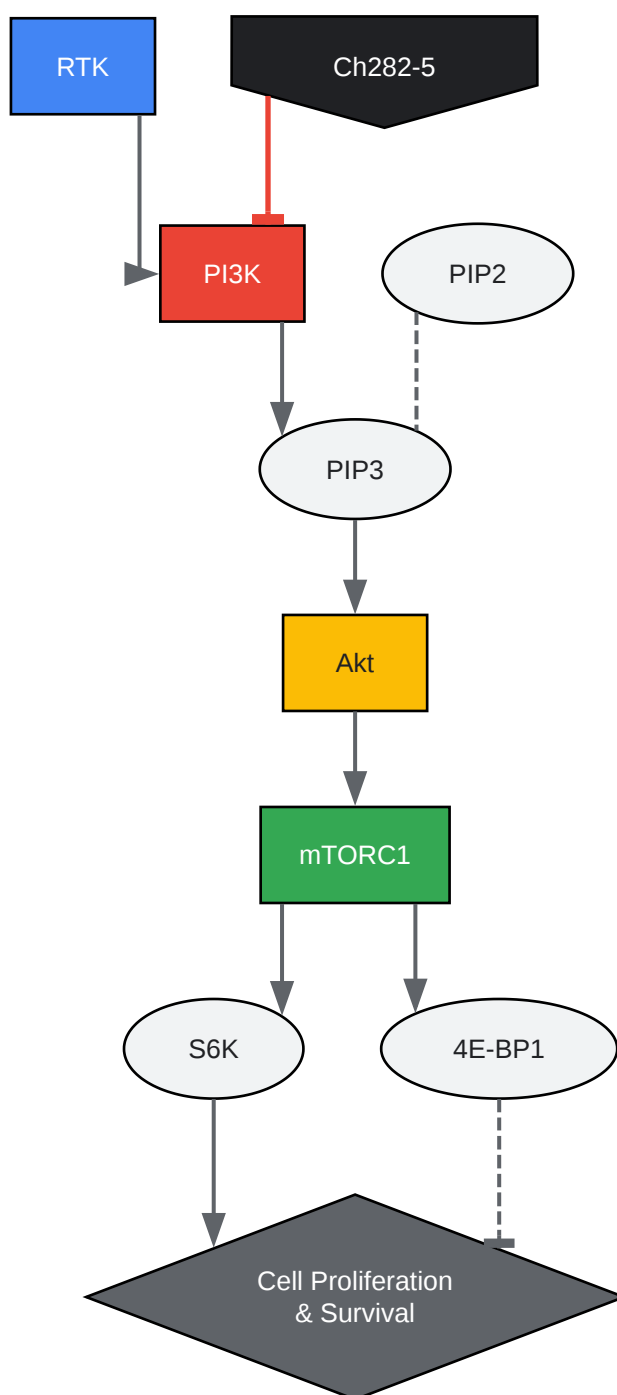 RTK
Ch282-5
PI3K
PIP2
PIP3
Akt
mTORC1
S6K
4E-BP1
Cell Proliferation
& Survival